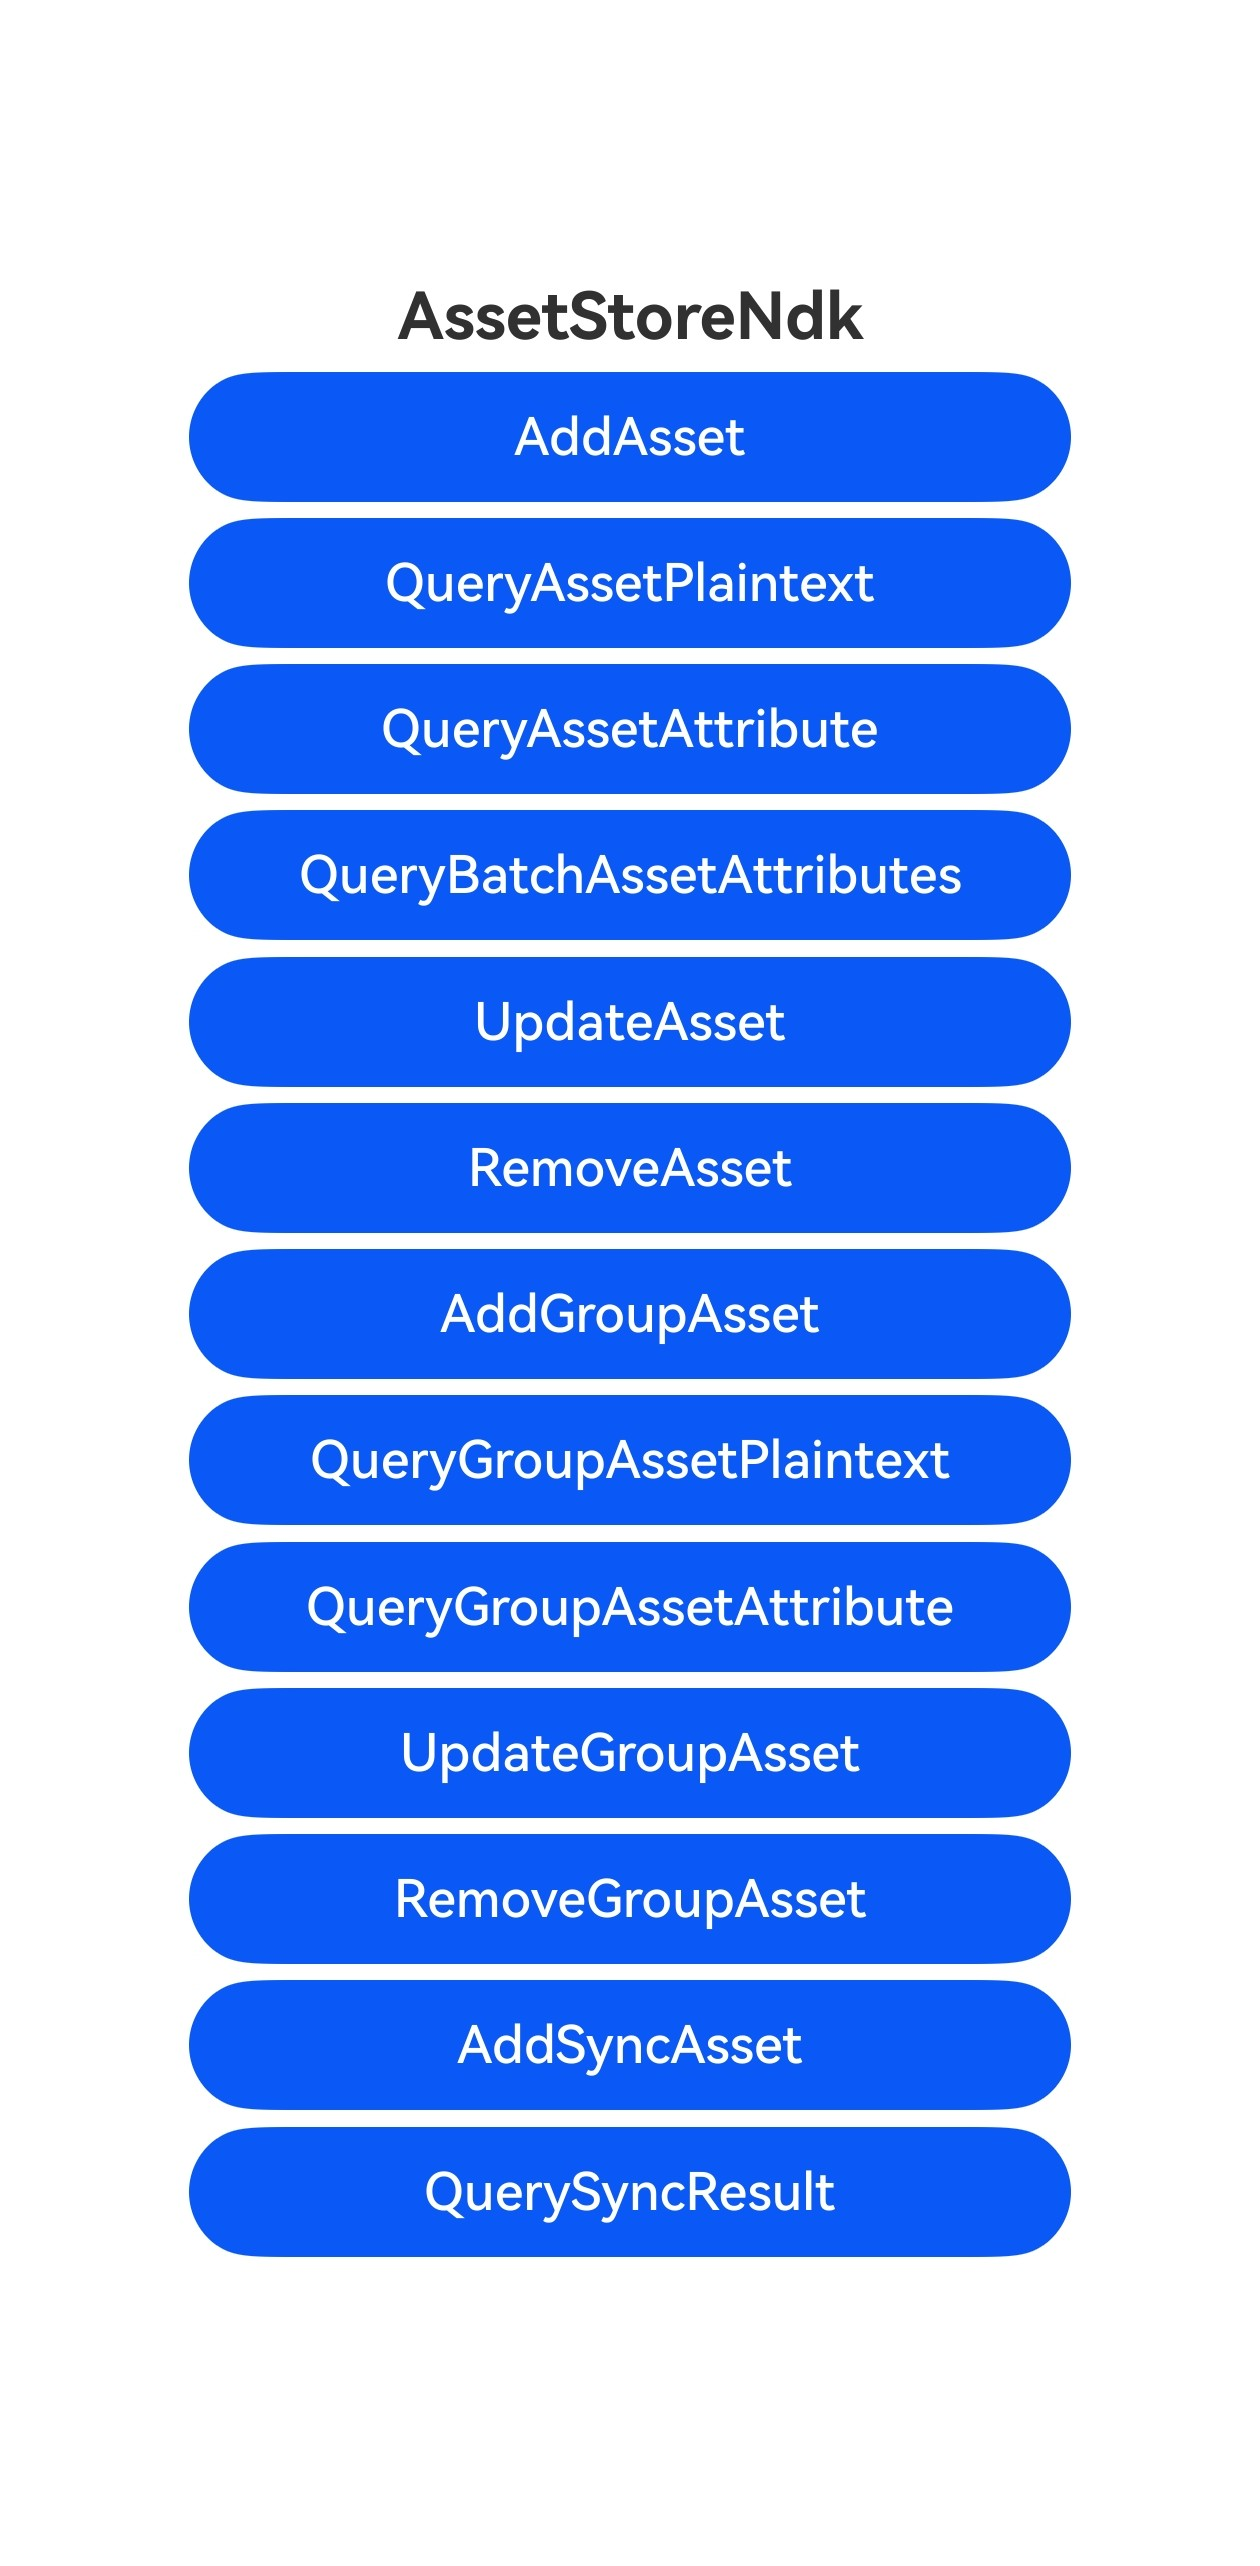 AssetStoreNdk
AddAsset
QueryAssetPlaintext
QueryAssetAttribute
QueryBatchAssetAttributes
UpdateAsset
RemoveAsset
AddGroupAsset
QueryGroupAssetPlaintext
QueryGroupAssetAttribute
UpdateGroupAsset
RemoveGroupAsset
AddSyncAsset
QuerySyncResult